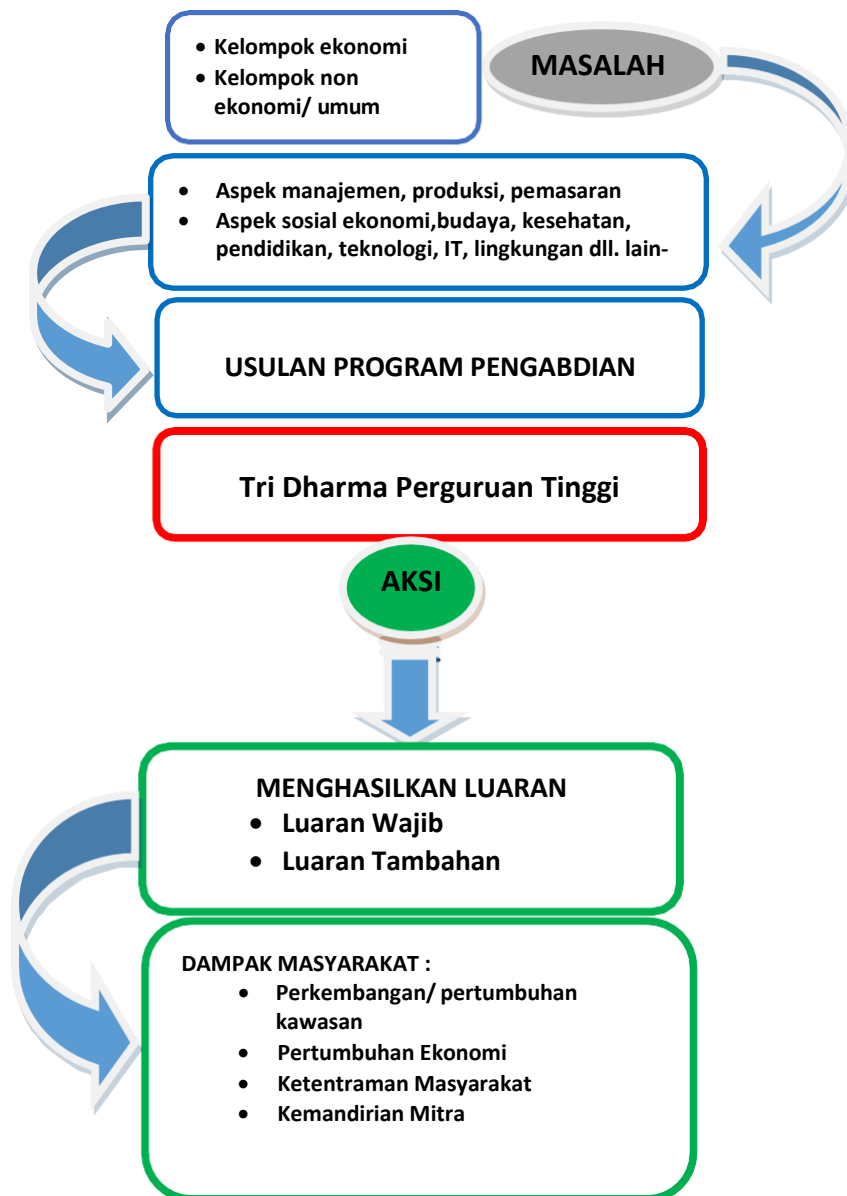 • Kelompok ekonomi
• Kelompok non
ekonomi/ umum
MASALAH
• Aspek manajemen, produksi, pemasaran
• Aspek sosial ekonomi,budaya, kesehatan,
pendidikan, teknologi, IT, lingkungan dll. lain-
USULAN PROGRAM PENGABDIAN
Tri Dharma Perguruan Tinggi
AKSI
MENGHASILKAN LUARAN
• Luaran Wajib
• Luaran Tambahan
DAMPAK MASYARAKAT :
• Perkembangan/ pertumbuhan
kawasan
• Pertumbuhan Ekonomi
• Ketentraman Masyarakat
• Kemandirian Mitra